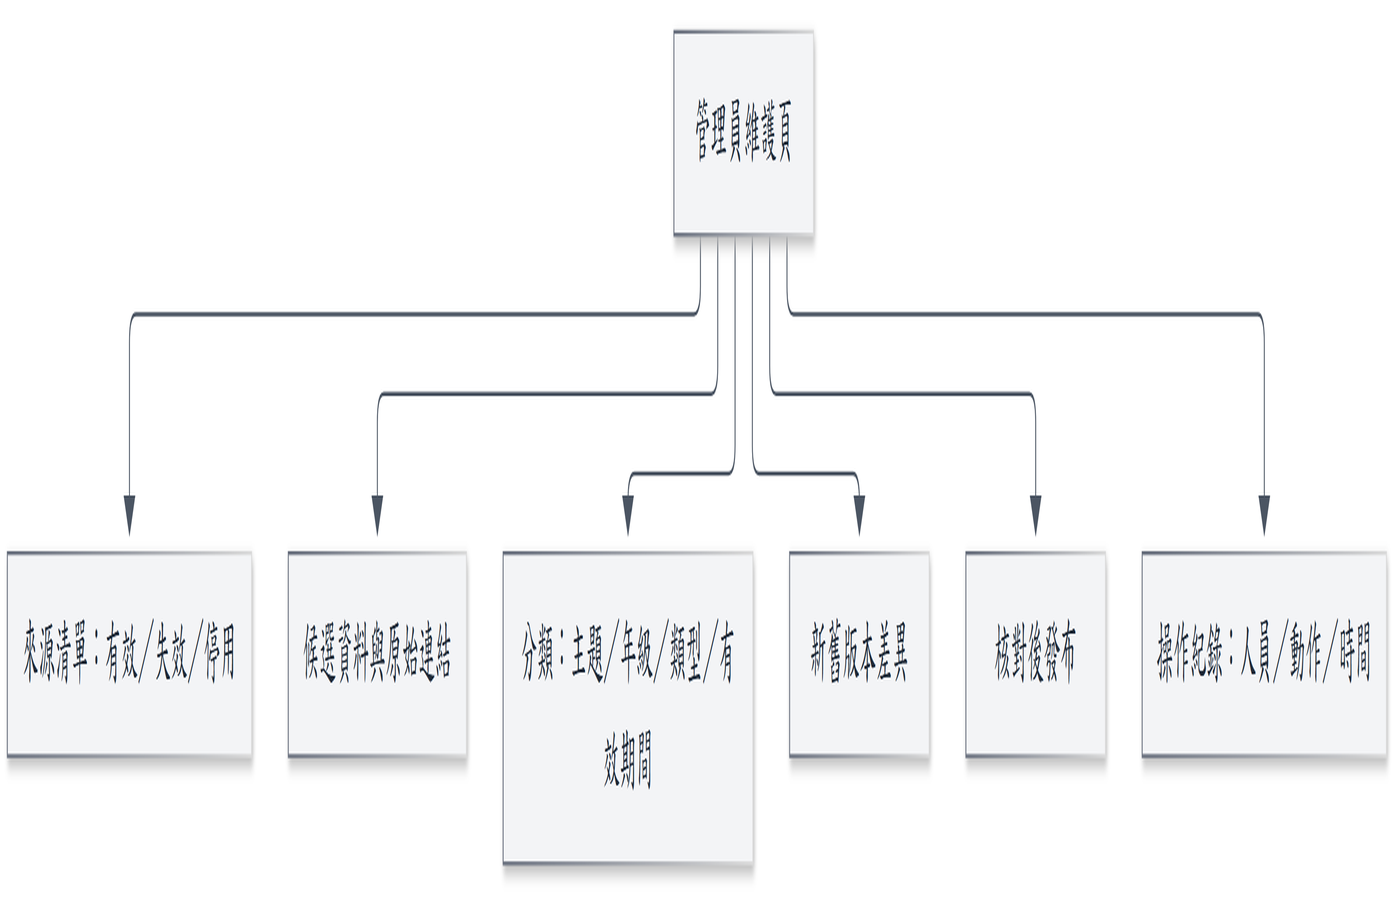 管理員維護頁
來源清單：有效/失效/停用
候選資料與原始連結
分類：主題/年級/類型/有
效期間
新舊版本差異
核對後發布
操作紀錄：人員/動作/時間